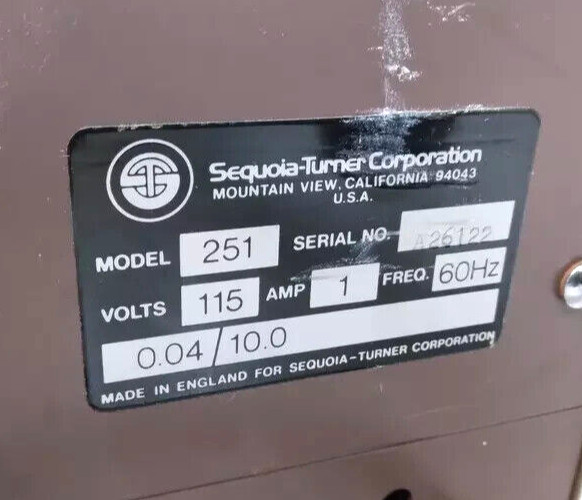 Sequoia-Turner Corporation
MOUNTAIN VIEW, CALIFORNIA 94043
U.S.A.
MODEL 251 SERIAL NO. A26122
VOLTS 115 AMP 1 FREQ. 60Hz
0.04/10.0
MADE IN ENGLAND FOR SEQUOIA-TURNER CORPORATION